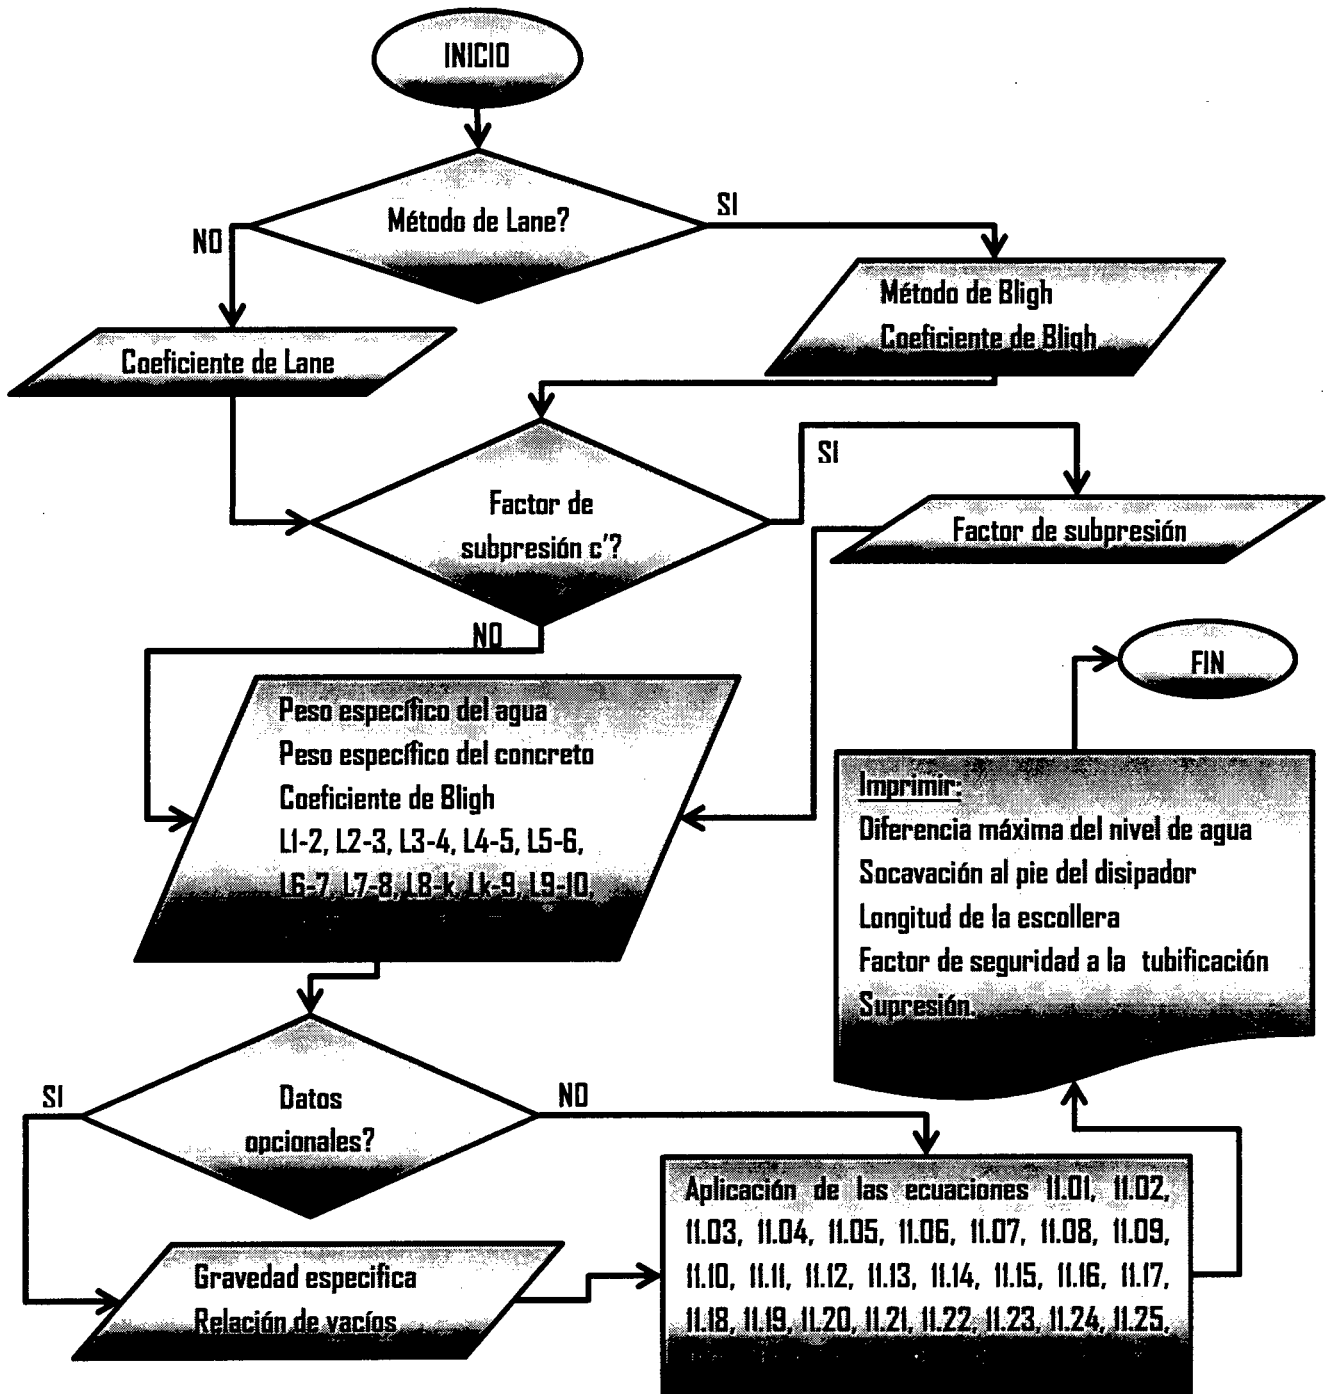 INICIO
Método de Lane?
SI
NO
Método de Bligh
Coeficiente de Bligh
Coeficiente de Lane
SI
Factor de
subpresión c'?
Factor de subpresión
NO
FIN
Peso específico del agua
Peso específico del concreto
Coeficiente de Bligh
L1-2, L2-3, L3-4, L4-5, L5-6,
L6-7, L7-8, L8-k, Lk-9, L9-10,
Imprimir:
Diferencia máxima del nivel de agua
Socavación al pie del disipador
Longitud de la escollera
Factor de seguridad a la tubificación
Supresión.
SI
Datos
opcionales?
NO
Aplicación de las ecuaciones 11.01, 11.02,
11.03, 11.04, 11.05, 11.06, 11.07, 11.08, 11.09,
11.10, 11.11, 11.12, 11.13, 11.14, 11.15, 11.16, 11.17,
11.18, 11.19, 11.20, 11.21, 11.22, 11.23, 11.24, 11.25,
Gravedad especifica
Relación de vacíos